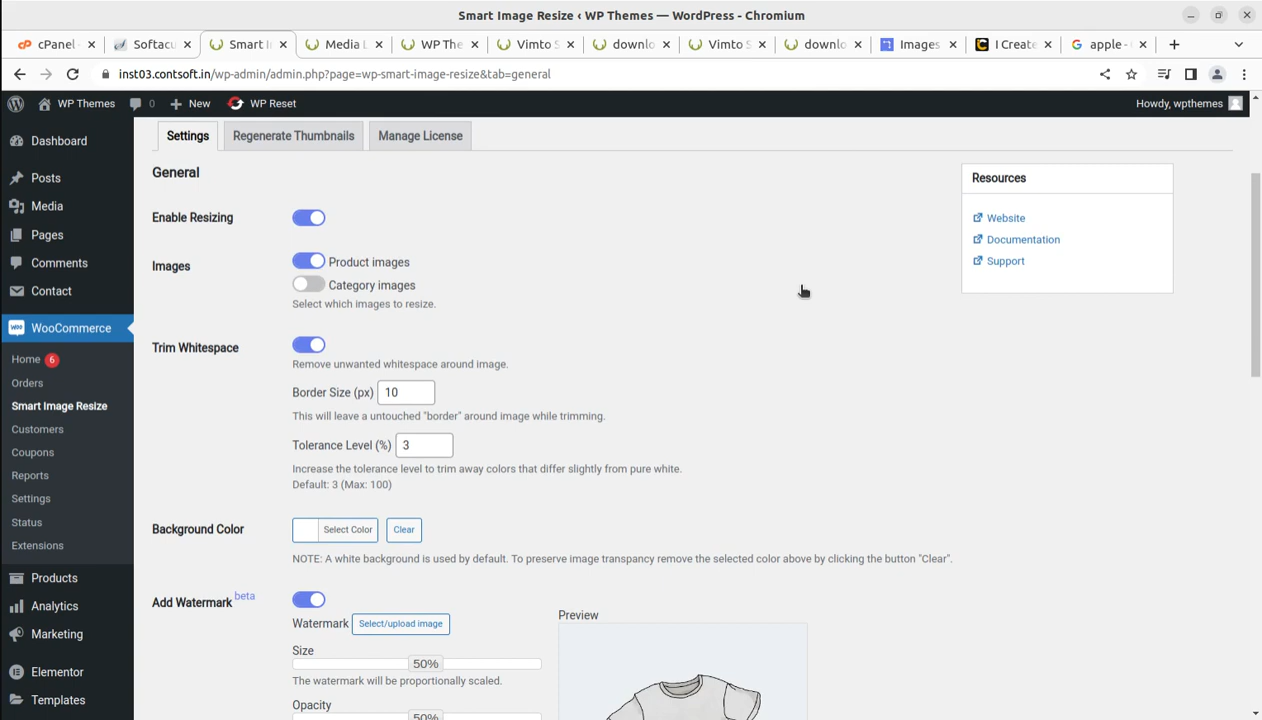 Smart Image Resize ‹ WP Themes — WordPress - Chromium
cPanel -
Softacu
Smart I
Media L
WP The
Vimto S
downlo
Vimto S
downlo
Images
I Create
apple -
inst03.contsoft.in/wp-admin/admin.php?page=wp-smart-image-resize&tab=general
WP Themes
0
New
WP Reset
Howdy, wpthemes
Dashboard
Posts
Media
Pages
Comments
Contact
WooCommerce
Home 6
Orders
Smart Image Resize
Customers
Coupons
Reports
Settings
Status
Extensions
Products
Analytics
Marketing
Elementor
Templates
Settings
Regenerate Thumbnails
Manage License
General
Enable Resizing
Images
Product images
Category images
Select which images to resize.
Trim Whitespace
Remove unwanted whitespace around image.
Border Size (px) 10
This will leave a untouched "border" around image while trimming.
Tolerance Level (%) 3
Increase the tolerance level to trim away colors that differ slightly from pure white.
Default: 3 (Max: 100)
Background Color
Select Color
Clear
NOTE: A white background is used by default. To preserve image transpancy remove the selected color above by clicking the button "Clear".
Add Watermark beta
Watermark
Select/upload image
Size
50%
The watermark will be proportionally scaled.
Opacity
50%
Preview
Resources
Website
Documentation
Support